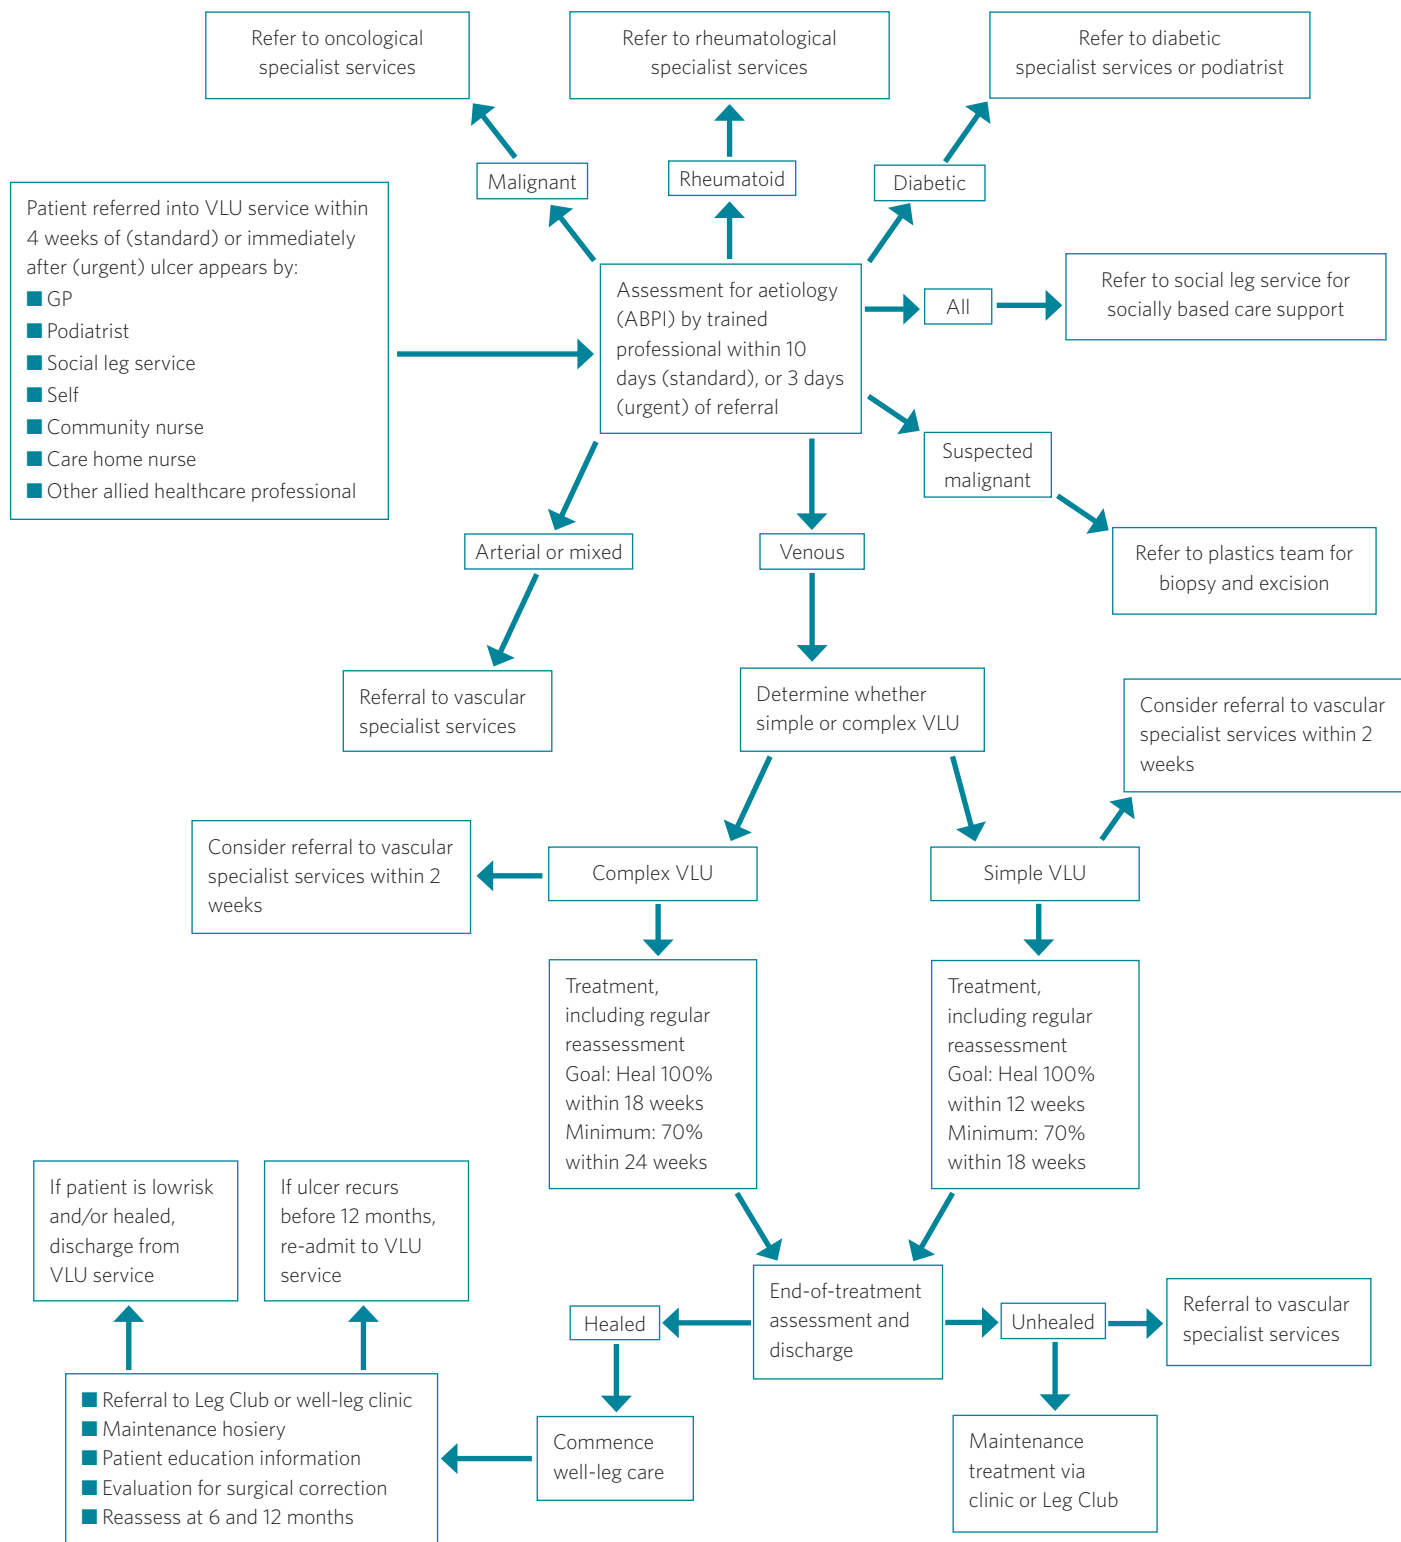 Refer to oncological
specialist services
Refer to rheumatological
specialist services
Refer to diabetic
specialist services or podiatrist
Malignant
Rheumatoid
Diabetic
Patient referred into VLU service within
4 weeks of (standard) or immediately
after (urgent) ulcer appears by:
■ GP
■ Podiatrist
■ Social leg service
■ Self
■ Community nurse
■ Care home nurse
■ Other allied healthcare professional
Assessment for aetiology
(ABPI) by trained
professional within 10
days (standard), or 3 days
(urgent) of referral
All
Refer to social leg service for
socially based care support
Suspected
malignant
Refer to plastics team for
biopsy and excision
Arterial or mixed
Venous
Referral to vascular
specialist services
Determine whether
simple or complex VLU
Consider referral to vascular
specialist services within 2
weeks
Consider referral to vascular
specialist services within 2
weeks
Complex VLU
Simple VLU
Treatment,
including regular
reassessment
Goal: Heal 100%
within 18 weeks
Minimum: 70%
within 24 weeks
Treatment,
including regular
reassessment
Goal: Heal 100%
within 12 weeks
Minimum: 70%
within 18 weeks
If patient is lowrisk
and/or healed,
discharge from
VLU service
If ulcer recurs
before 12 months,
re-admit to VLU
service
End-of-treatment
assessment and
discharge
Healed
Unhealed
Referral to vascular
specialist services
■ Referral to Leg Club or well-leg clinic
■ Maintenance hosiery
■ Patient education information
■ Evaluation for surgical correction
■ Reassess at 6 and 12 months
Commence
well-leg care
Maintenance
treatment via
clinic or Leg Club